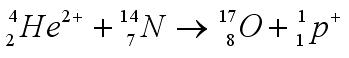 ⁴₂He²⁺ + ¹⁴₇N → ¹⁷₈O + ¹₁p⁺